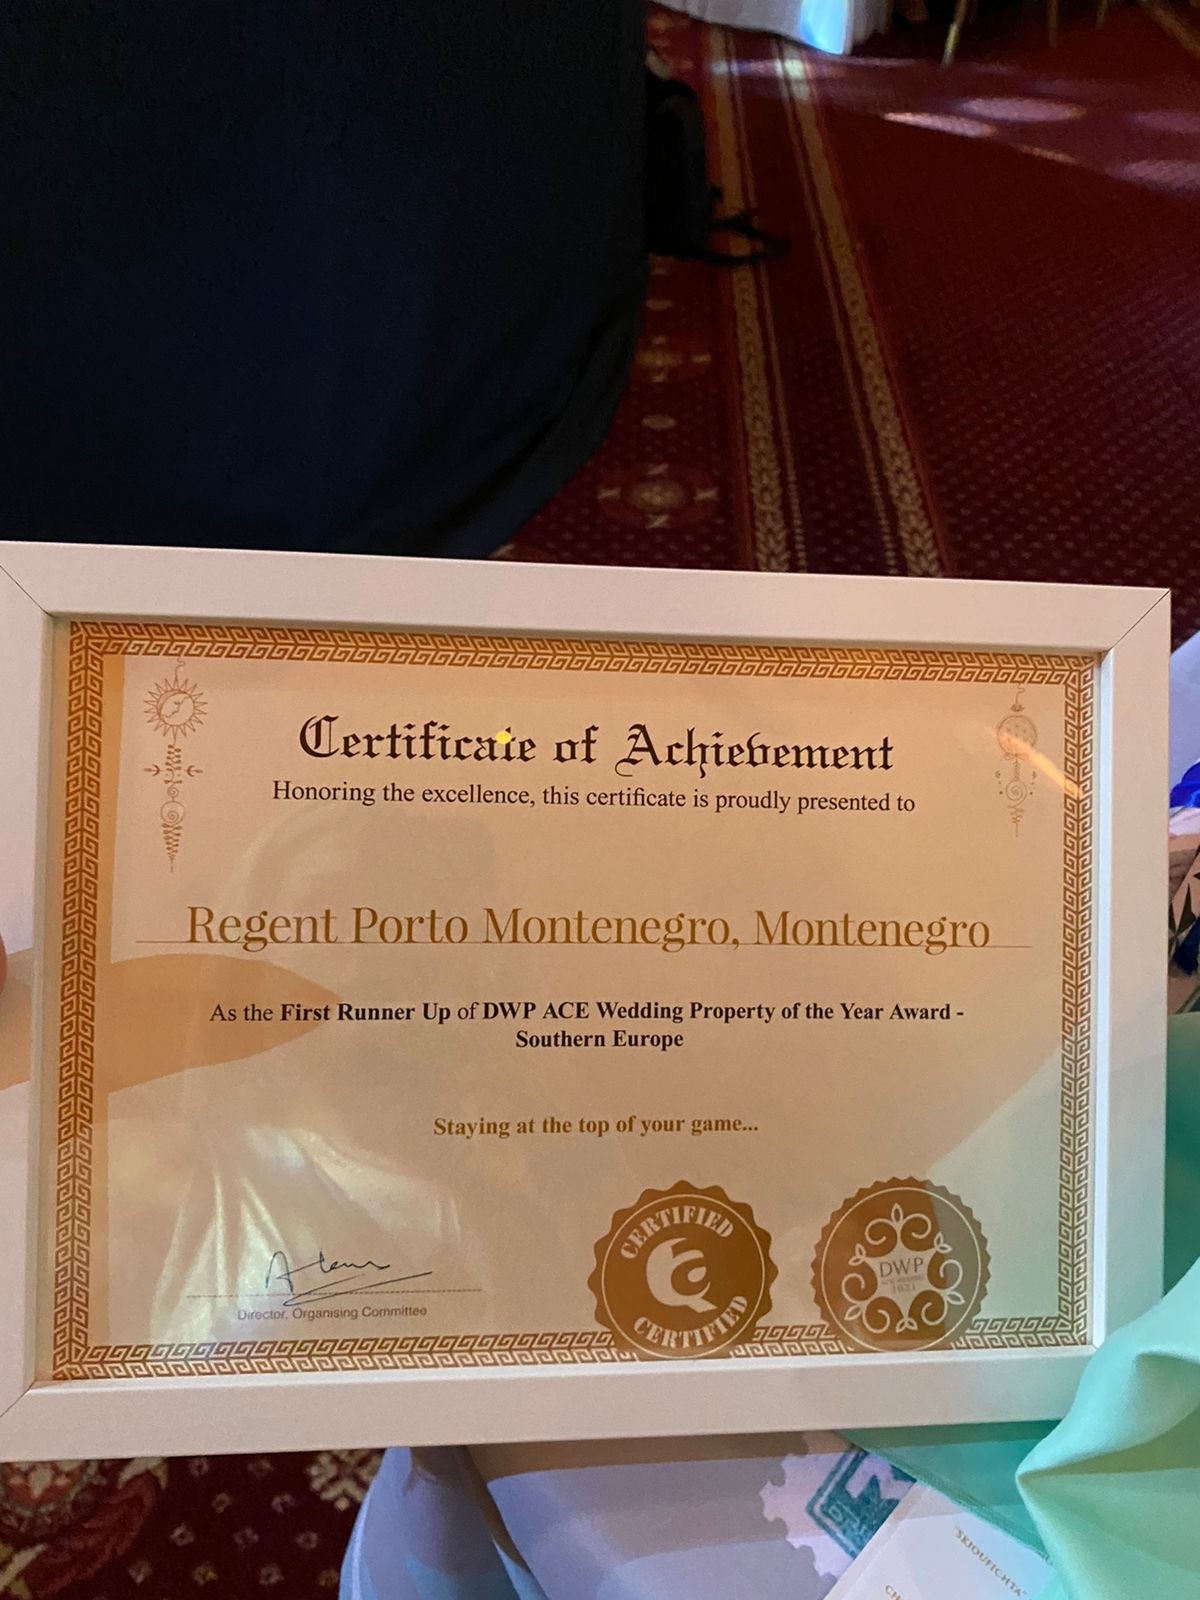 Certificate of Achievement
Honoring the excellence, this certificate is proudly presented to
Regent Porto Montenegro, Montenegro
As the First Runner Up of DWP ACE Wedding Property of the Year Award -
Southern Europe
Staying at the top of your game...
Director, Organising Committee
CERTIFIED
CERTIFIED
DWP
"SKIOUFICHTA"